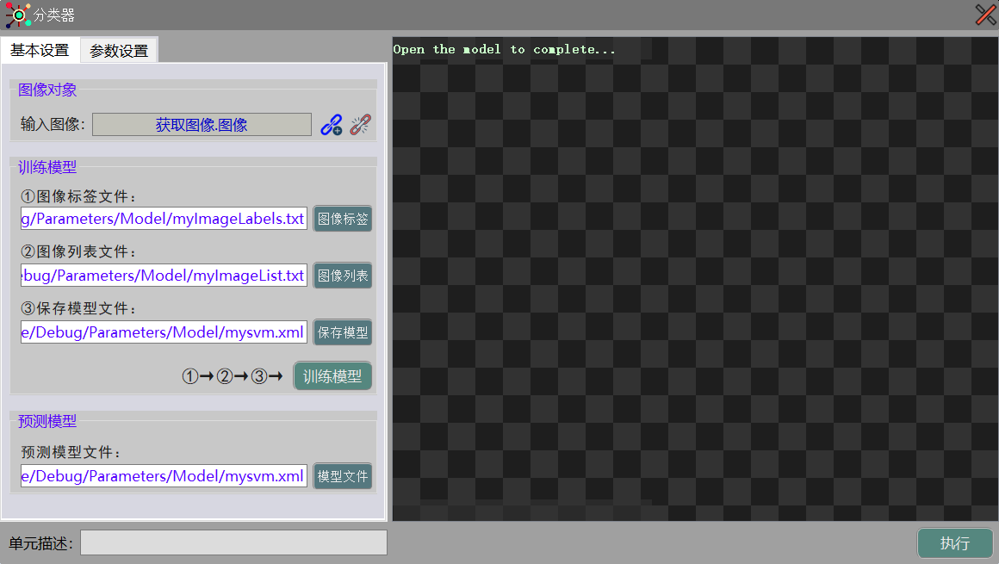 分类器
基本设置 参数设置
Open the model to complete...
图像对象
输入图像: 获取图像.图像
训练模型
①图像标签文件:
g/Parameters/Model/myImageLabels.txt 图像标签
②图像列表文件:
bug/Parameters/Model/myImageList.txt 图像列表
③保存模型文件:
e/Debug/Parameters/Model/mysvm.xml 保存模型
①→②→③→ 训练模型
预测模型
预测模型文件:
e/Debug/Parameters/Model/mysvm.xml 模型文件
单元描述:
执行